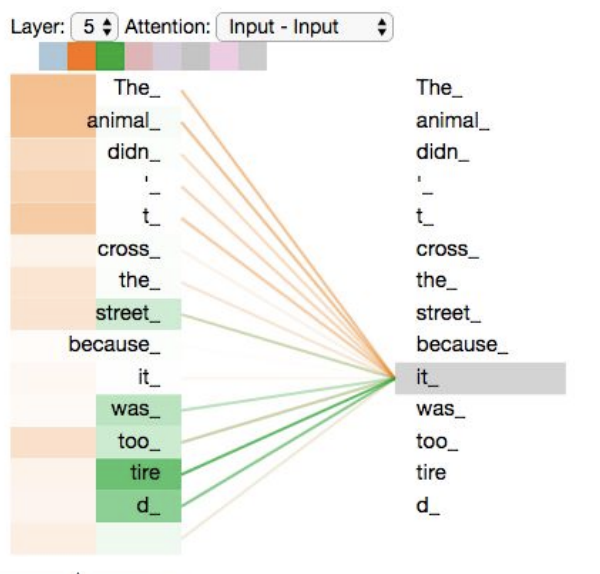 Layer: 5 Attention: Input - Input
The_ The_
animal_ animal_
didn_ didn_
'_ '_
t_ t_
cross_ cross_
the_ the_
street_ street_
because_ because_
it_ it_
was_ was_
too_ too_
tire tire
d_ d_